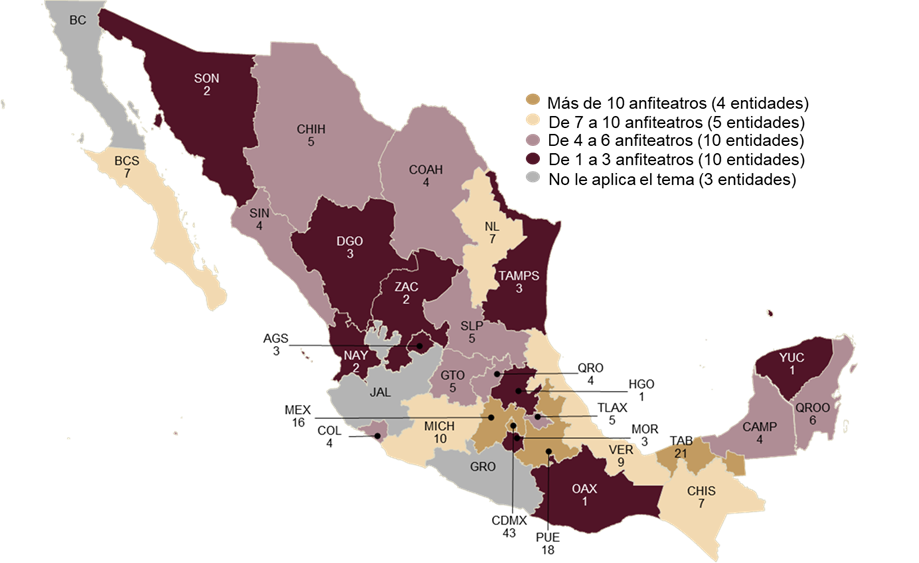 BC
SON
2
CHIH
5
COAH
4
BCS
7
SIN
4
DGO
3
NL
7
TAMPS
3
ZAC
2
SLP
5
AGS
3
NAY
2
JAL
GTO
5
QRO
4
HGO
1
MEX
16
COL
4
MICH
10
TLAX
5
MOR
3
VER
9
GRO
CDMX
43
PUE
18
OAX
1
TAB
21
CHIS
7
CAMP
4
YUC
1
QROO
6
Más de 10 anfiteatros (4 entidades)
De 7 a 10 anfiteatros (5 entidades)
De 4 a 6 anfiteatros (10 entidades)
De 1 a 3 anfiteatros (10 entidades)
No le aplica el tema (3 entidades)